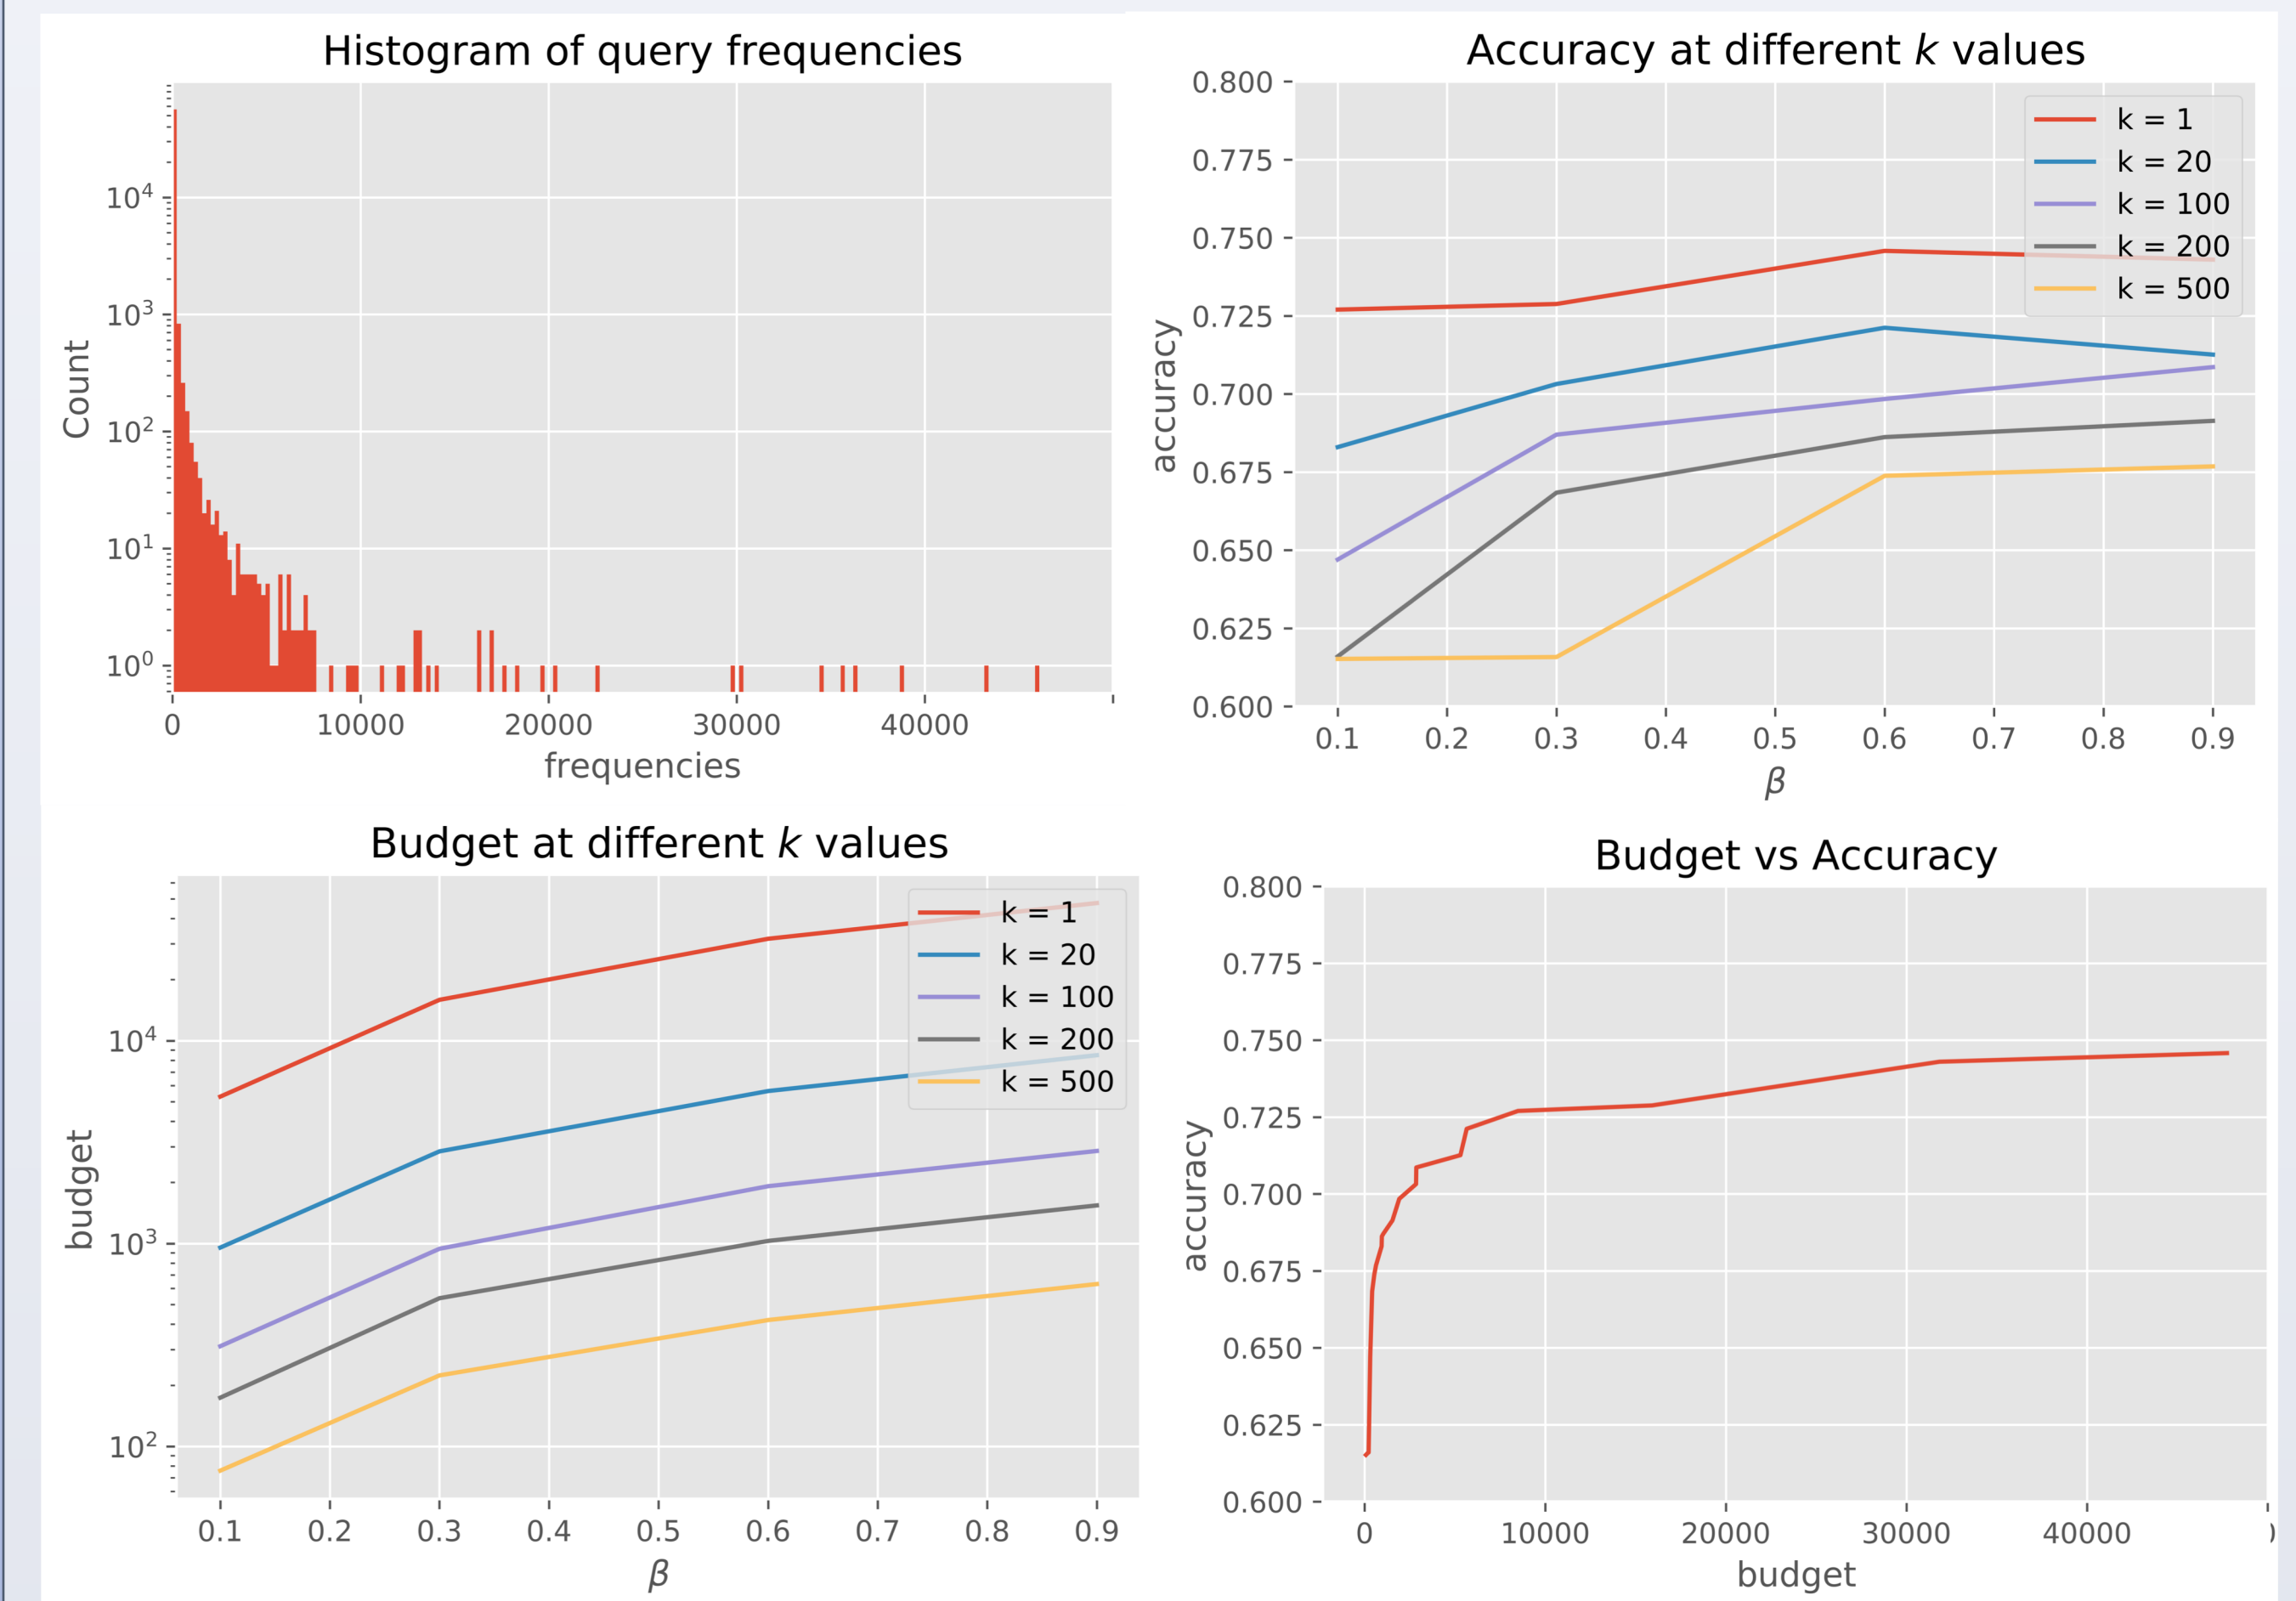 Histogram of query frequencies
10⁴
10³
10²
10¹
10⁰
Count
0 10000 20000 30000 40000
frequencies
Accuracy at different k values
0.800
0.775
0.750
0.725
0.700
0.675
0.650
0.625
0.600
accuracy
k = 1
k = 20
k = 100
k = 200
k = 500
0.1 0.2 0.3 0.4 0.5 0.6 0.7 0.8 0.9
β
Budget at different k values
10⁴
10³
10²
budget
k = 1
k = 20
k = 100
k = 200
k = 500
0.1 0.2 0.3 0.4 0.5 0.6 0.7 0.8 0.9
β
Budget vs Accuracy
0.800
0.775
0.750
0.725
0.700
0.675
0.650
0.625
0.600
accuracy
0 10000 20000 30000 40000
budget